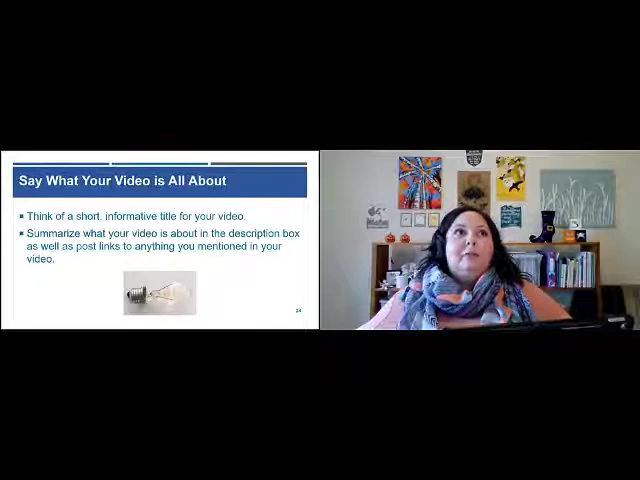 Say What Your Video is All About
Think of a short, informative title for your video.
Summarize what your video is about in the description box
as well as post links to anything you mentioned in your
video.
24